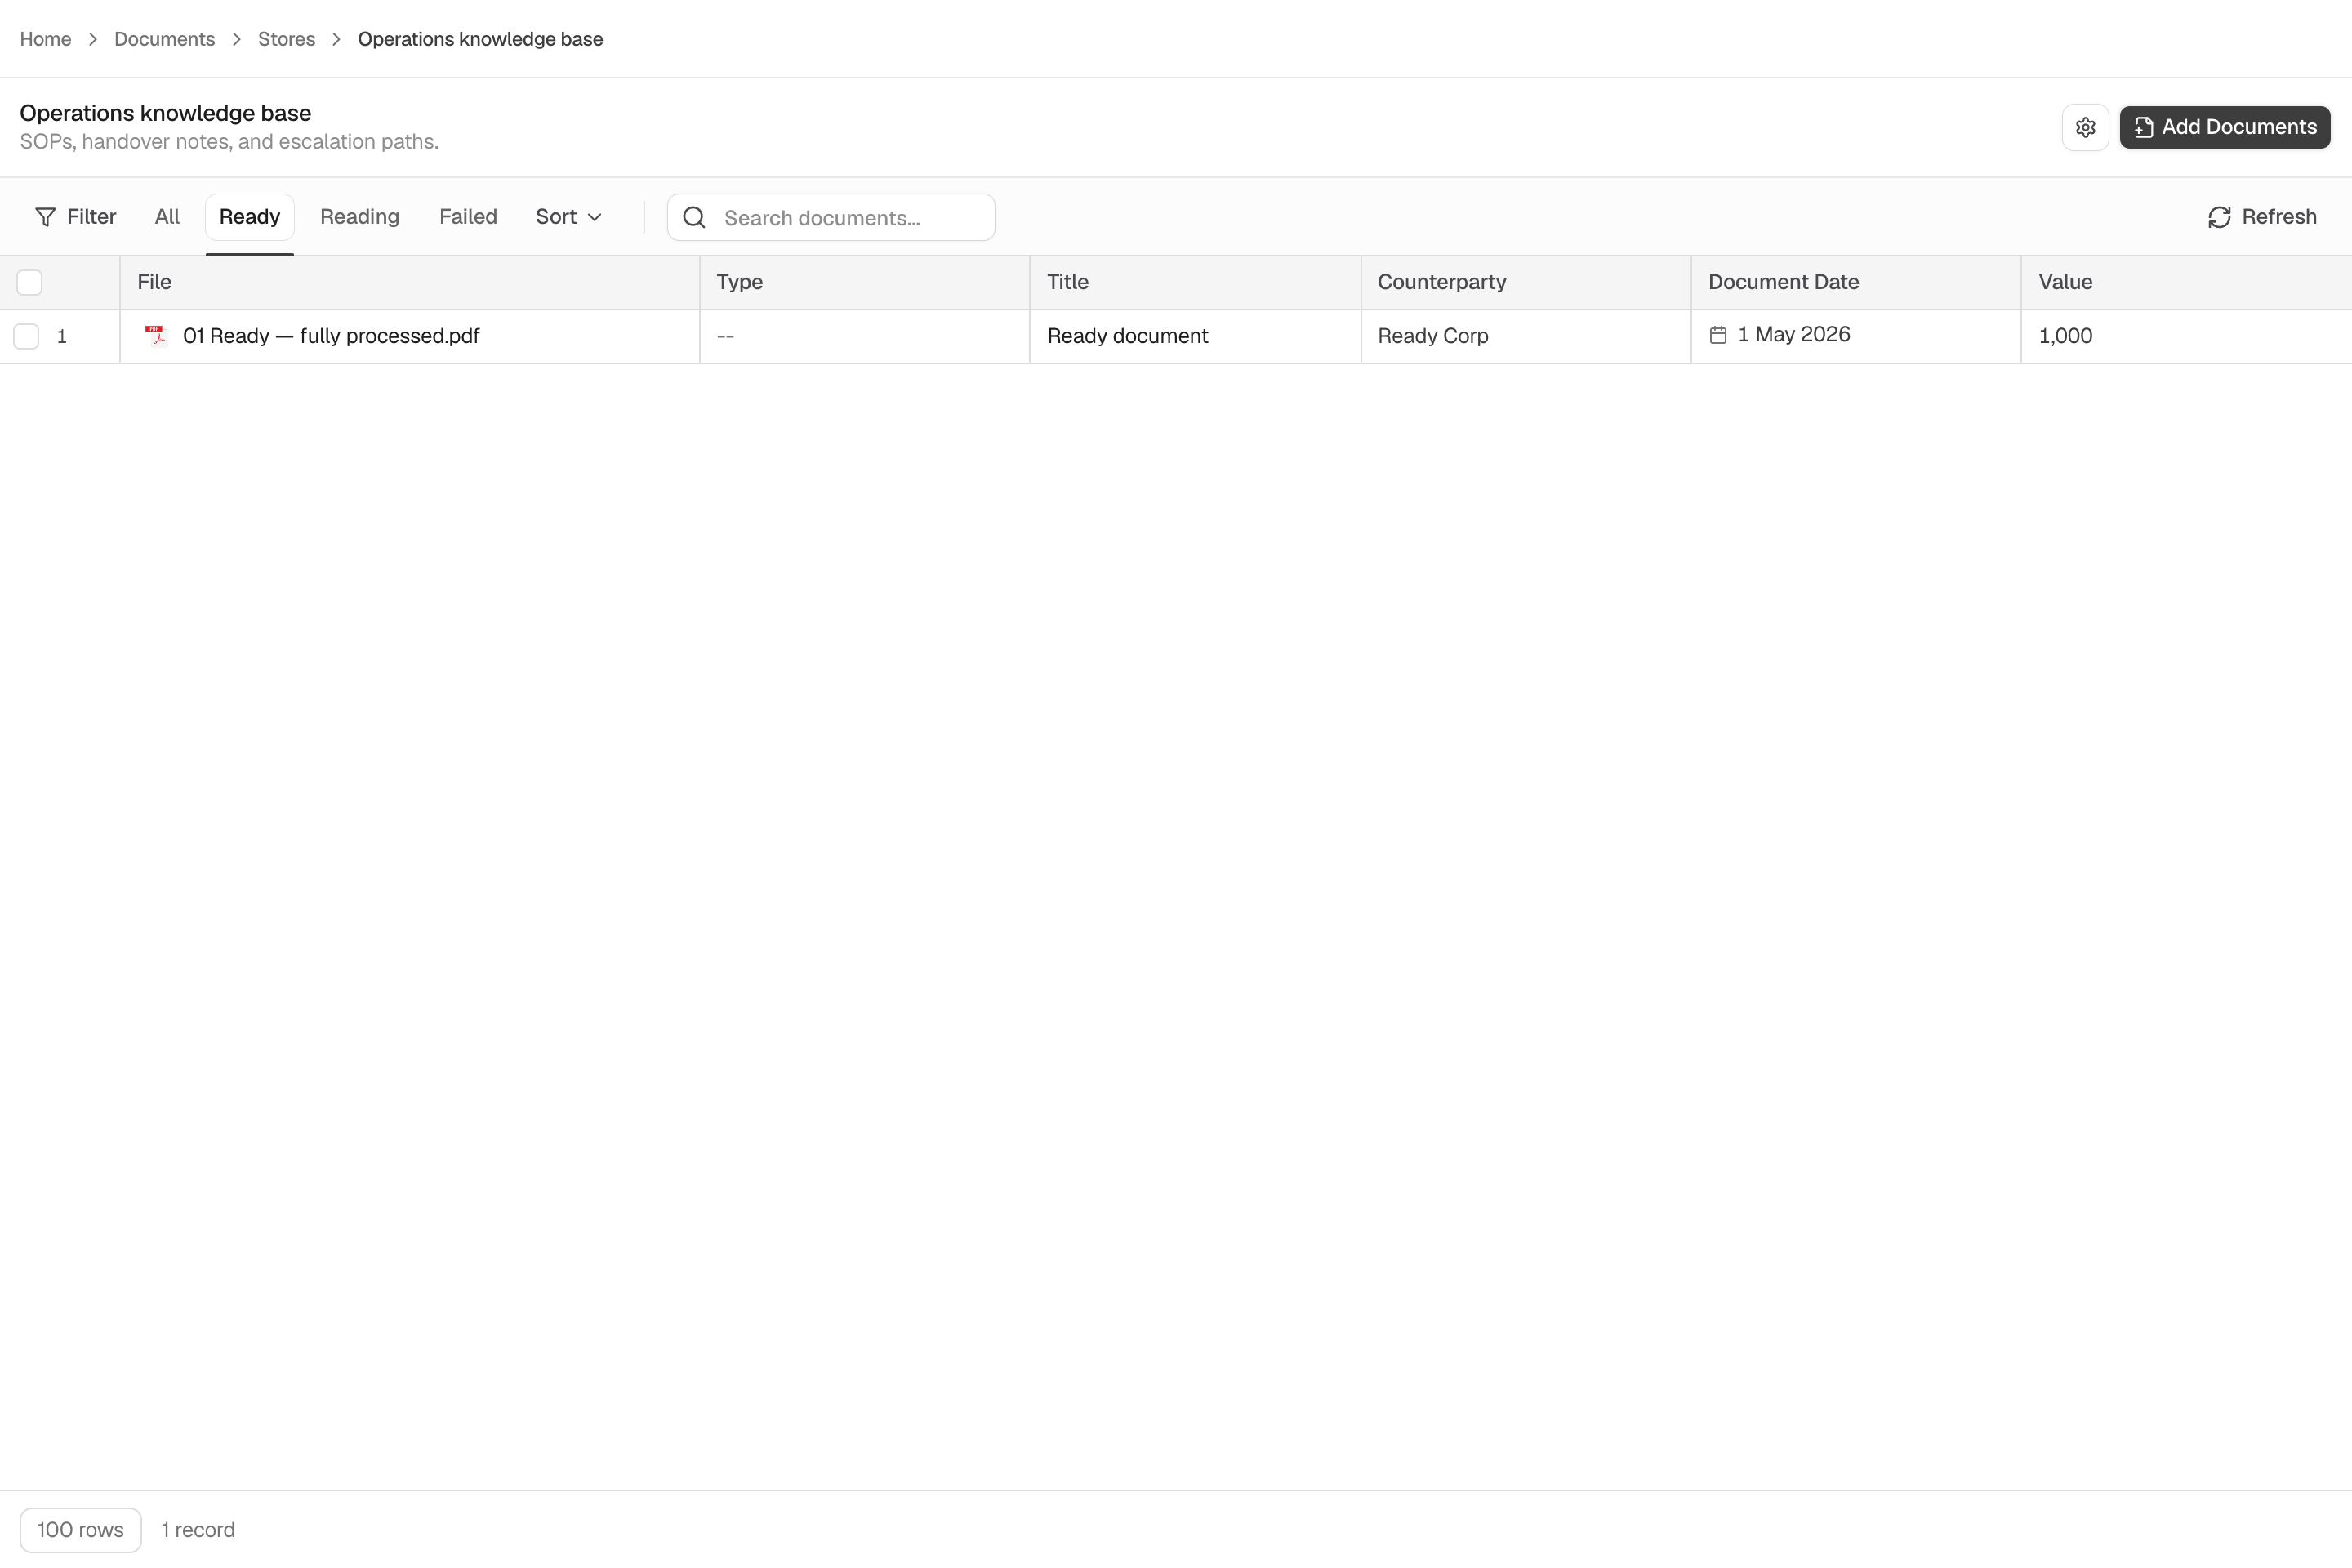 Home > Documents > Stores > Operations knowledge base
Operations knowledge base
SOPs, handover notes, and escalation paths.
Add Documents
Filter All Ready Reading Failed Sort Search documents... Refresh
File Type Title Counterparty Document Date Value
1 PDF 01 Ready — fully processed.pdf -- Ready document Ready Corp 1 May 2026 1,000
100 rows 1 record